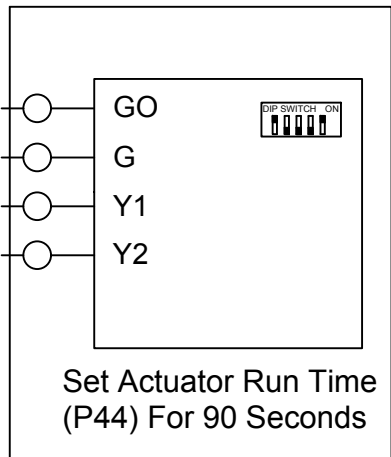 GO
DIP SWITCH ON
G
Y1
Y2
Set Actuator Run Time
(P44) For 90 Seconds